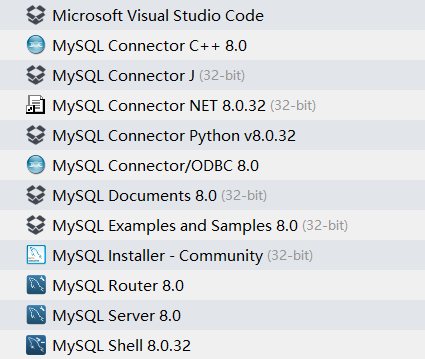 Microsoft Visual Studio Code
MySQL Connector C++ 8.0
MySQL Connector J (32-bit)
MySQL Connector NET 8.0.32 (32-bit)
MySQL Connector Python v8.0.32
MySQL Connector/ODBC 8.0
MySQL Documents 8.0 (32-bit)
MySQL Examples and Samples 8.0 (32-bit)
MySQL Installer - Community (32-bit)
MySQL Router 8.0
MySQL Server 8.0
MySQL Shell 8.0.32